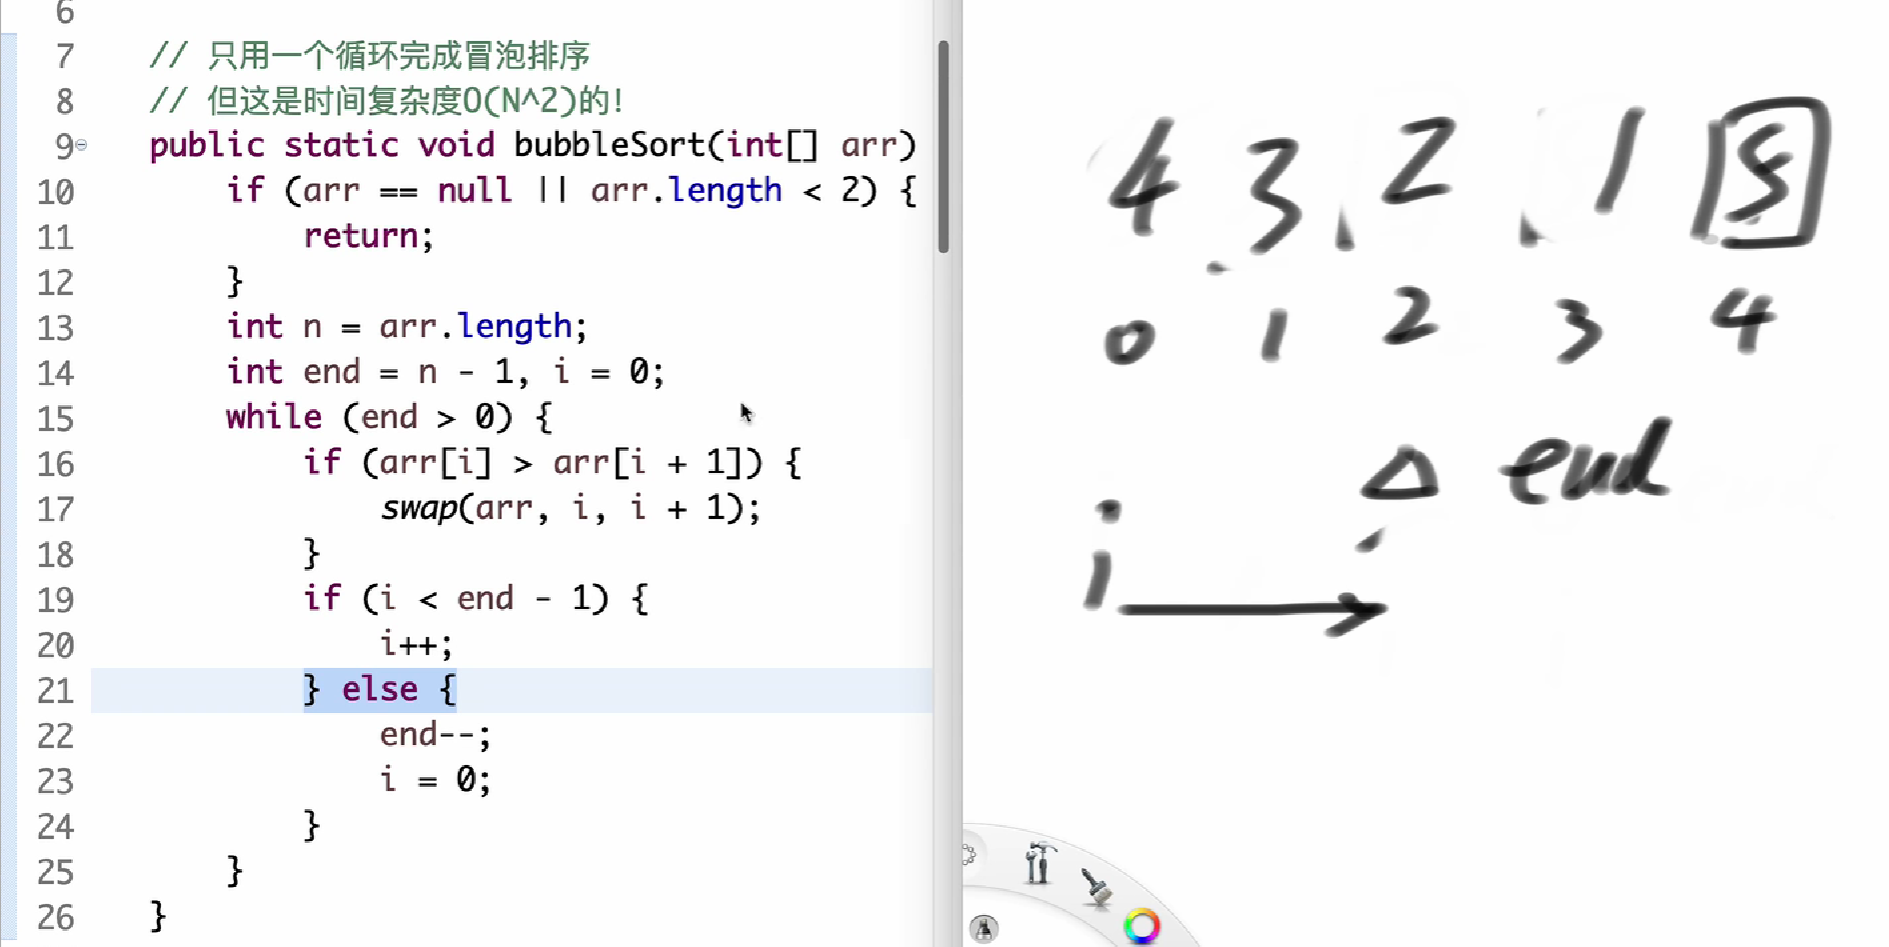 6
7 // 只用一个循环完成冒泡排序
8 // 但这是时间复杂度O(N^2)的!
9 public static void bubbleSort(int[] arr)
10 if (arr == null || arr.length < 2) {
11 return;
12 }
13 int n = arr.length;
14 int end = n - 1, i = 0;
15 while (end > 0) {
16 if (arr[i] > arr[i + 1]) {
17 swap(arr, i, i + 1);
18 }
19 if (i < end - 1) {
20 i++;
21 } else {
22 end--;
23 i = 0;
24 }
25 }
26 }
4 3 2 1 5
0 1 2 3 4
end
i